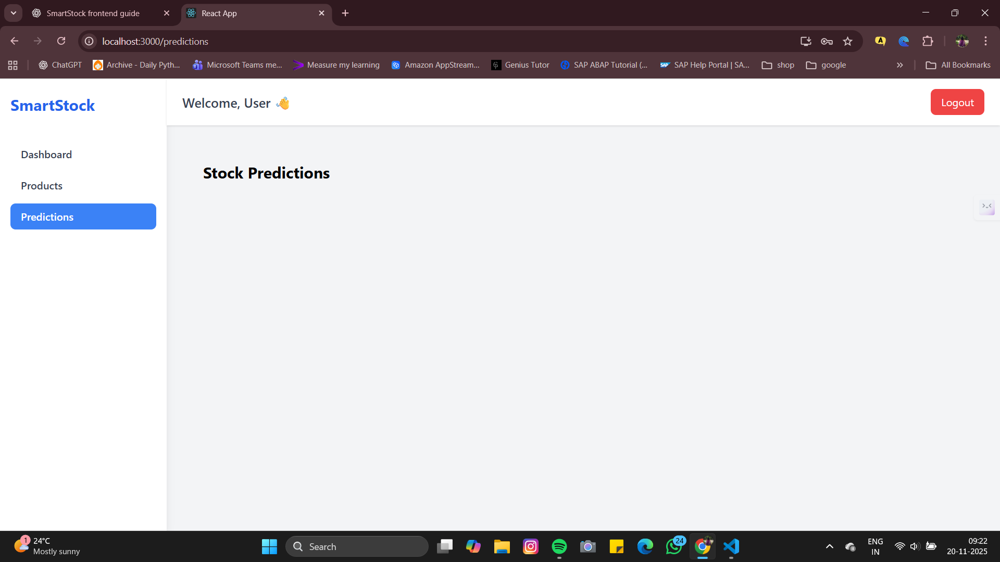 SmartStock frontend guide
React App
localhost:3000/predictions
ChatGPT
Archive - Daily Pyth...
Microsoft Teams me...
Measure my learning
Amazon AppStream...
Genius Tutor
SAP ABAP Tutorial (...
SAP Help Portal | SA...
shop
google
All Bookmarks
SmartStock
Welcome, User 👋
Logout
Dashboard
Products
Predictions
Stock Predictions
1
24°C
Mostly sunny
Search
24
ENG
IN
09:22
20-11-2025